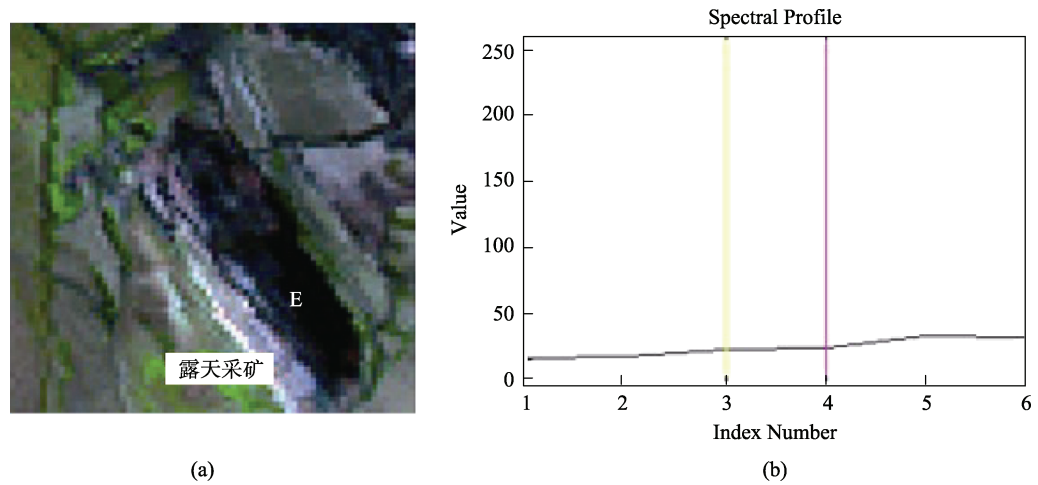 E
露天采矿
(a)
Spectral Profile
250
200
150
100
50
0
Value
1 2 3 4 5 6
Index Number
(b)